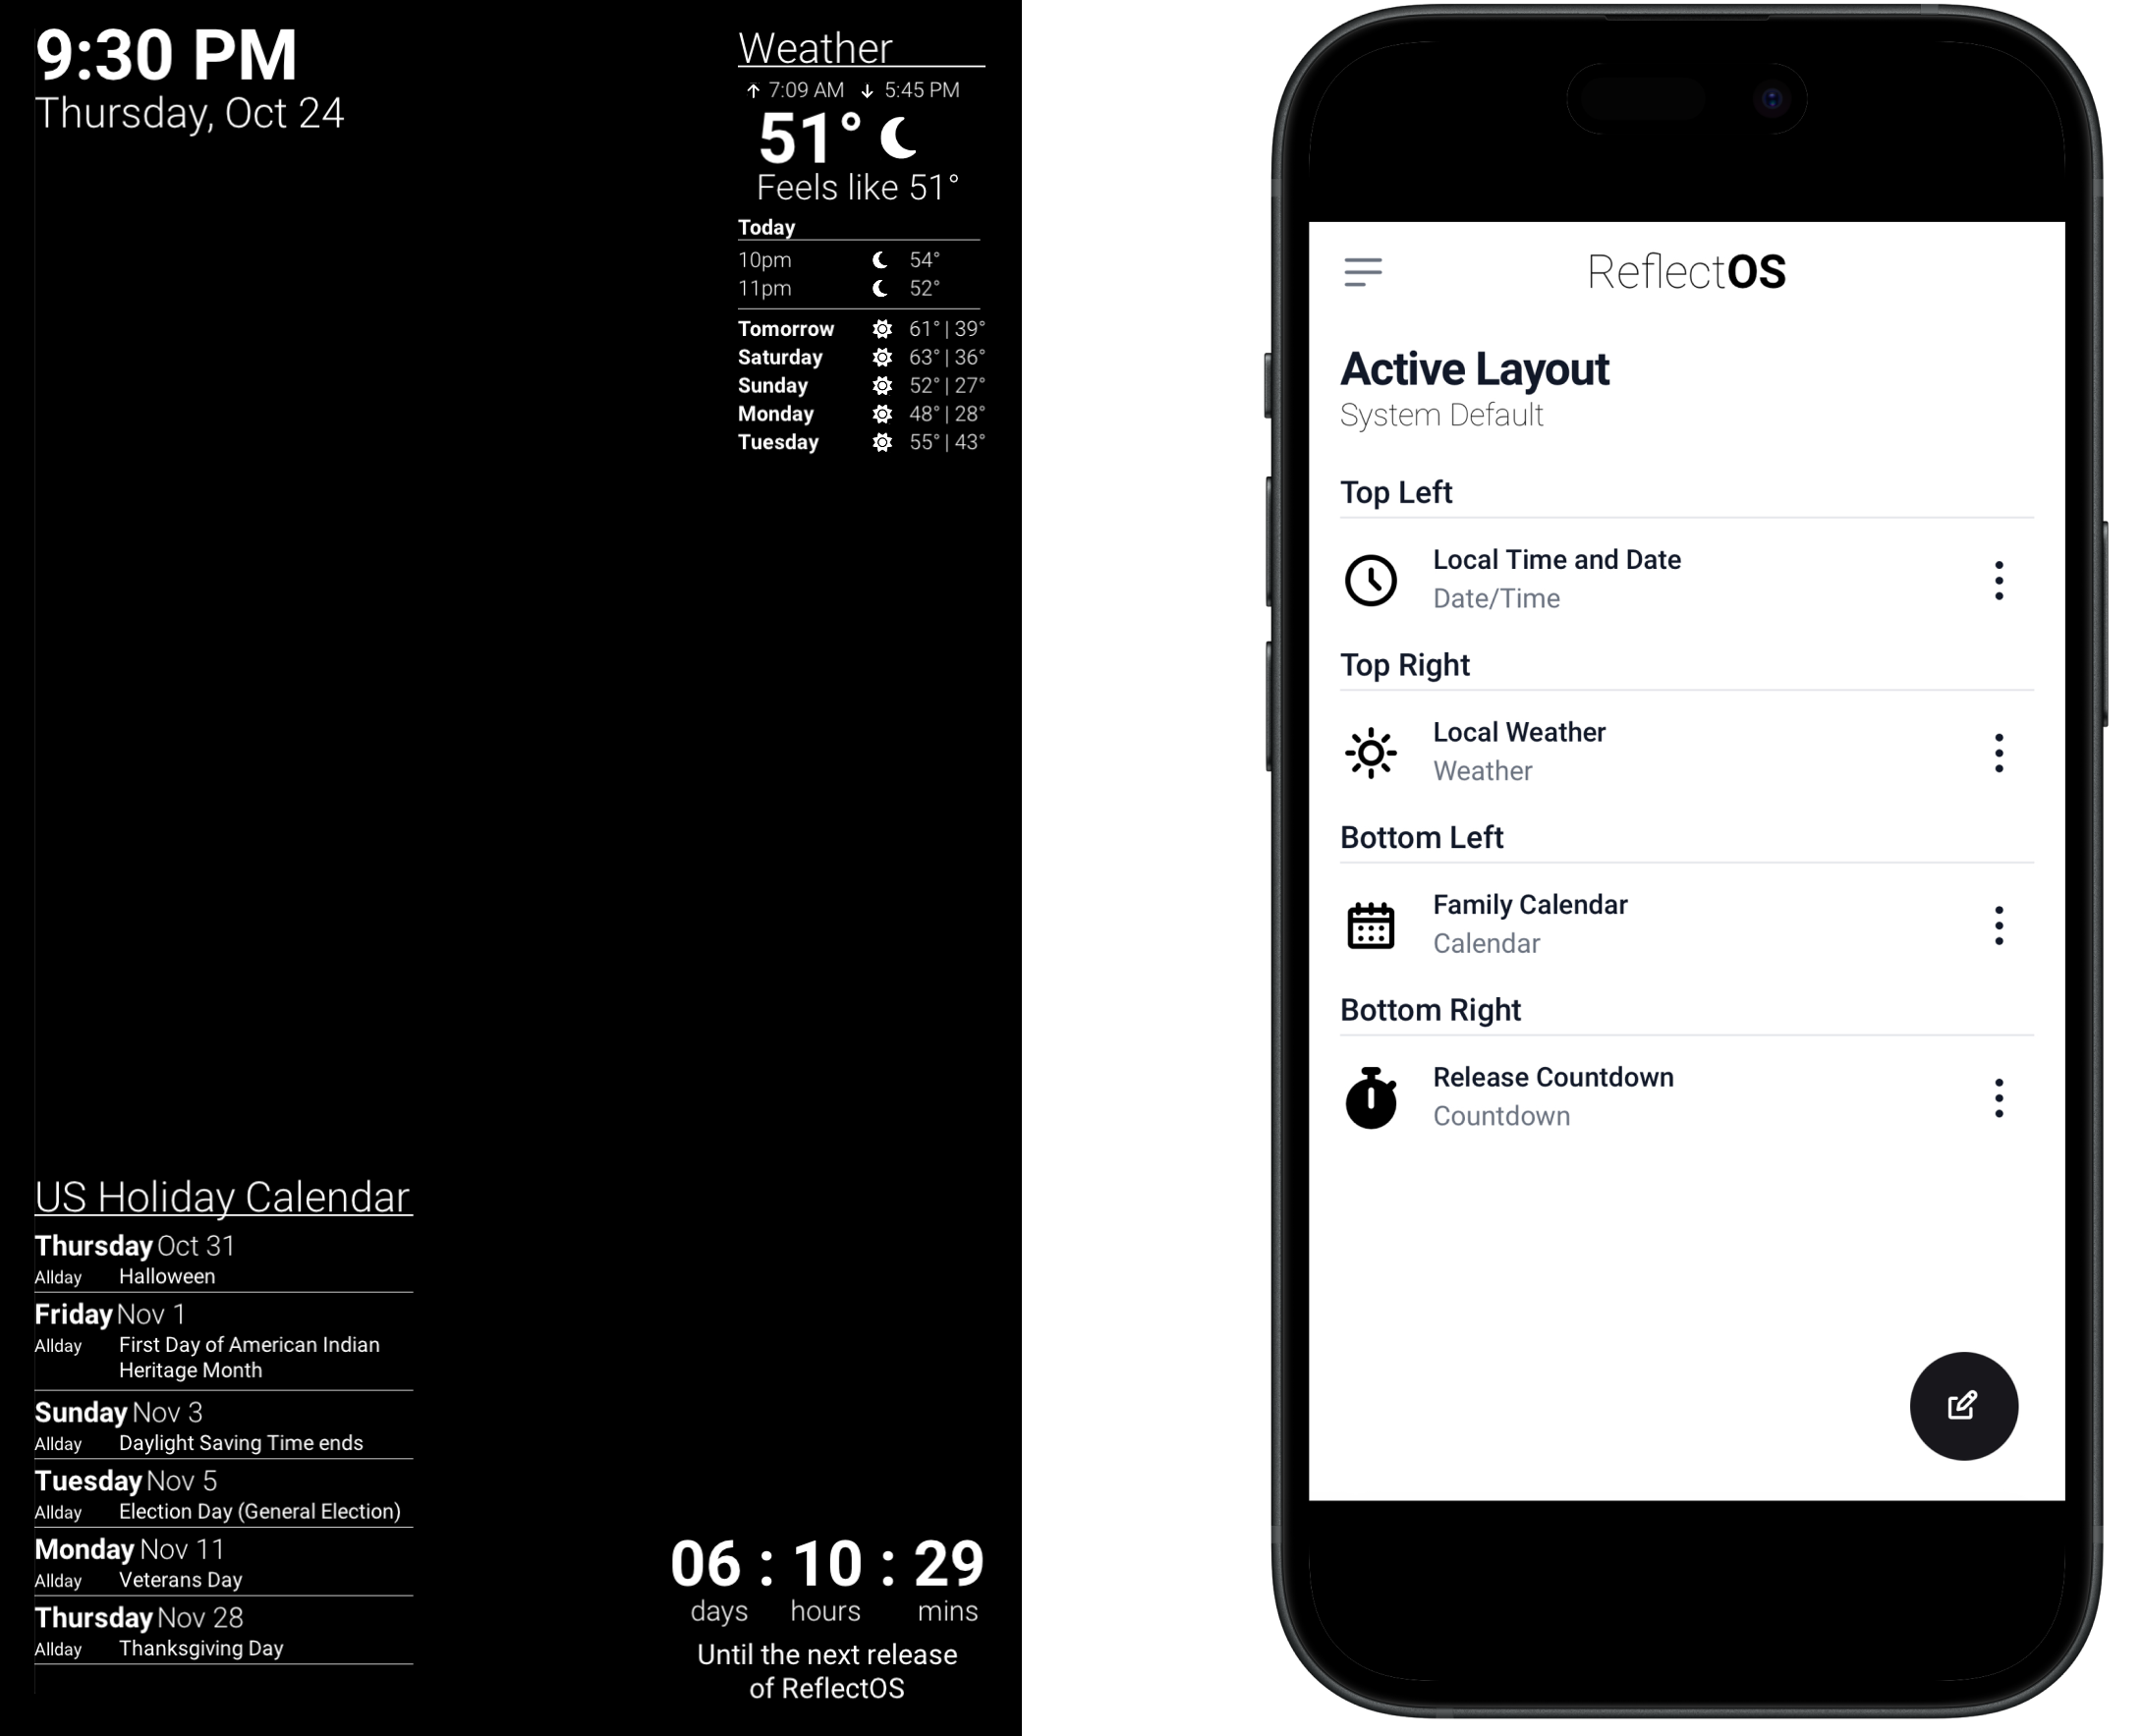 9:30 PM
Thursday, Oct 24
Weather
7:09 AM 5:45 PM
51°
Feels like 51°
Today
10pm 54°
11pm 52°
Tomorrow 61° | 39°
Saturday 63° | 36°
Sunday 52° | 27°
Monday 48° | 28°
Tuesday 55° | 43°
US Holiday Calendar
Thursday Oct 31
Allday Halloween
Friday Nov 1
Allday First Day of American Indian
Heritage Month
Sunday Nov 3
Allday Daylight Saving Time ends
Tuesday Nov 5
Allday Election Day (General Election)
Monday Nov 11
Allday Veterans Day
Thursday Nov 28
Allday Thanksgiving Day
06 : 10 : 29
days hours mins
Until the next release
of ReflectOS
ReflectOS
Active Layout
System Default
Top Left
Local Time and Date
Date/Time
Top Right
Local Weather
Weather
Bottom Left
Family Calendar
Calendar
Bottom Right
Release Countdown
Countdown